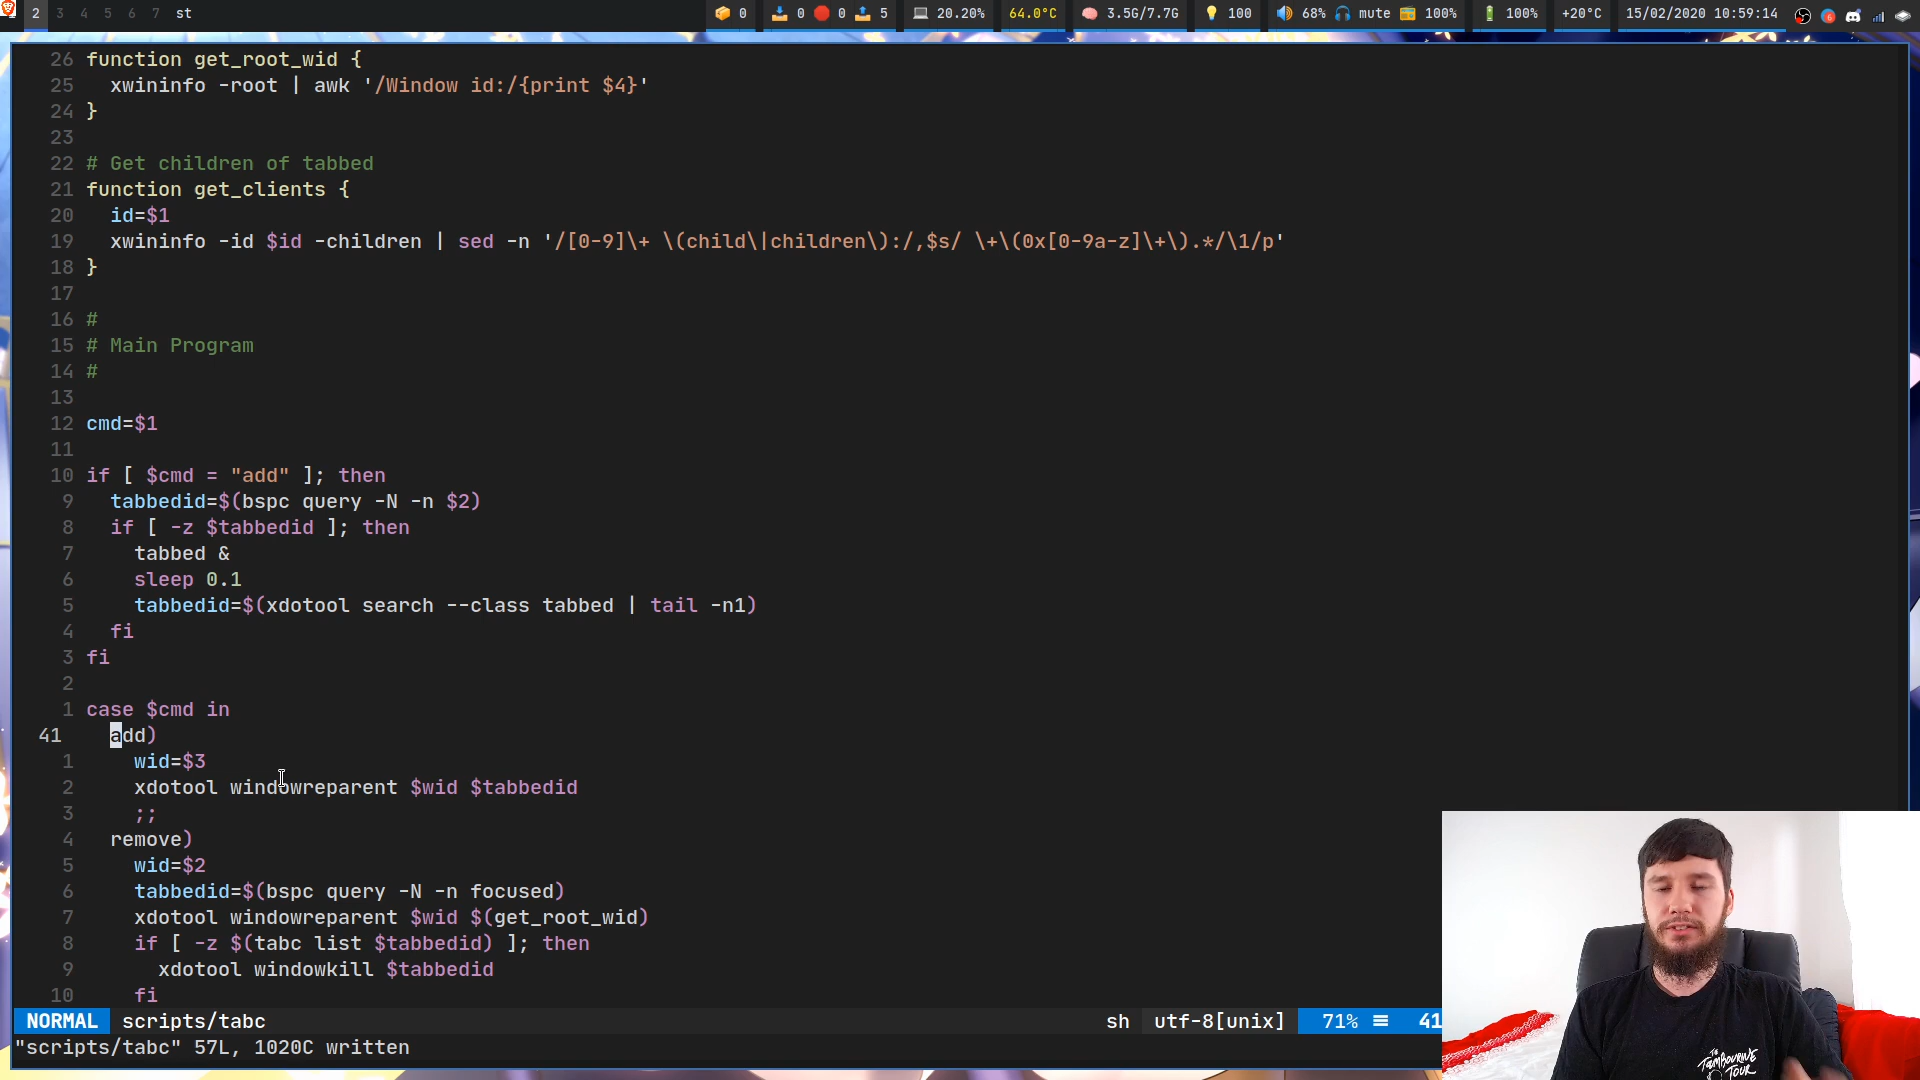 2 3 4 5 6 7 st 0 0 0 5 20.20% 64.0°C 3.5G/7.7G 100 68% mute 100% 100% +20°C 15/02/2020 10:59:14
26 function get_root_wid {
25 xwininfo -root | awk '/Window id:/{print $4}'
24 }
23
22 # Get children of tabbed
21 function get_clients {
20 id=$1
19 xwininfo -id $id -children | sed -n '/[0-9]\+ \(child\|children\):/,$s/ \+\(0x[0-9a-z]\+\).*/\1/p'
18 }
17
16 #
15 # Main Program
14 #
13
12 cmd=$1
11
10 if [ $cmd = "add" ]; then
9 tabbedid=$(bspc query -N -n $2)
8 if [ -z $tabbedid ]; then
7 tabbed &
6 sleep 0.1
5 tabbedid=$(xdotool search --class tabbed | tail -n1)
4 fi
3 fi
2
1 case $cmd in
41 add)
1 wid=$3
2 xdotool windowreparent $wid $tabbedid
3 ;;
4 remove)
5 wid=$2
6 tabbedid=$(bspc query -N -n focused)
7 xdotool windowreparent $wid $(get_root_wid)
8 if [ -z $(tabc list $tabbedid) ]; then
9 xdotool windowkill $tabbedid
10 fi
NORMAL scripts/tabc sh utf-8[unix] 71% ≡ 41
"scripts/tabc" 57L, 1020C written
THE
TAMBOURINE
TOUR